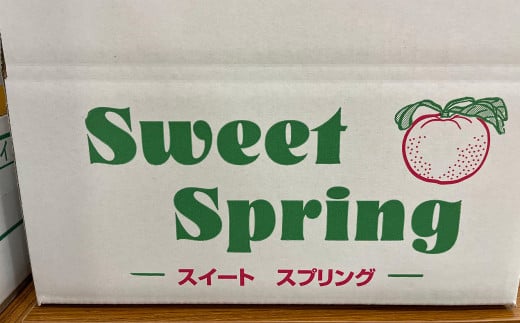 Sweet
Spring
スイート スプリング